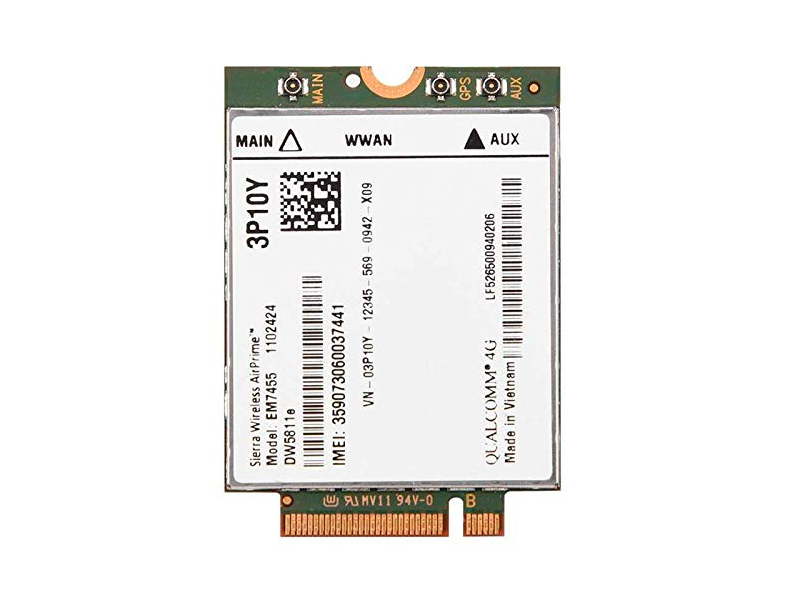 MAIN
GPS
AUX
MAIN WWAN AUX
3P10Y
Sierra Wireless AirPrime™
Model: EM7455 1102424
DW5811e
IMEI: 359073060037441
VN - 03P10Y - 12345 - 569 - 0942 - X09
LF526500940206
QUALCOMM® 4G
Made in Vietnam
MV11 94V-0
B